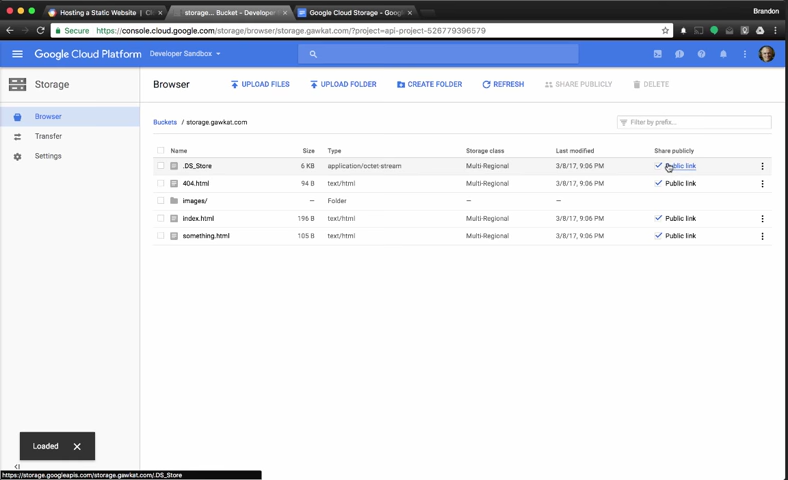 Brandon
Hosting a Static Website | Cl
storage... Bucket - Developer
Google Cloud Storage - Goog
Secure https://console.cloud.google.com/storage/browser/storage.gawkat.com/?project=api-project-526779396579
Google Cloud Platform Developer Sandbox
Storage Browser UPLOAD FILES UPLOAD FOLDER CREATE FOLDER REFRESH SHARE PUBLICLY DELETE
Browser
Transfer
Settings
Buckets / storage.gawkat.com Filter by prefix...
Name Size Type Storage class Last modified Share publicly
.DS_Store 6 KB application/octet-stream Multi-Regional 3/8/17, 9:06 PM Public link
404.html 94 B text/html Multi-Regional 3/8/17, 9:06 PM Public link
images/ — Folder — — —
index.html 196 B text/html Multi-Regional 3/8/17, 9:06 PM Public link
something.html 105 B text/html Multi-Regional 3/8/17, 9:06 PM Public link
Loaded
https://storage.googleapis.com/storage.gawkat.com/.DS_Store